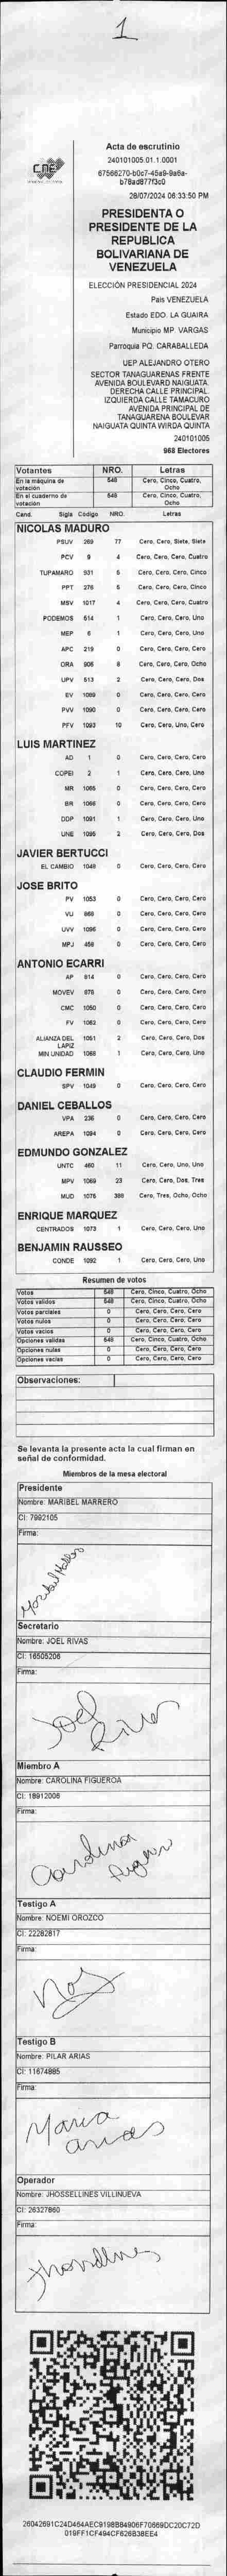 1
CNE
Acta de escrutinio
240101005.01.1.0001
28/07/2024 06:33:50 PM
PRESIDENTA O
PRESIDENTE DE LA
REPUBLICA
BOLIVARIANA DE
VENEZUELA
ELECCIÓN PRESIDENCIAL 2024
Pais VENEZUELA
Estado EDO. LA GUAIRA
Municipio MP. VARGAS
Parroquia PQ. CARABALLEDA
UEP ALEJANDRO OTERO
SECTOR TANAGUARENAS FRENTE
AVENIDA BOULEVARD NAIGUATA.
DERECHA CALLE PRINCIPAL.
IZQUIERDA CALLE TAMACURO
AVENIDA PRINCIPAL DE
TANAGUARENA BOULEVAR
NAIGUATA QUINTA WIRDA QUINTA
240101005
968 Electores
Votantes NRO. Letras
En la máquina de votación 548 Cero, Cinco, Cuatro, Ocho
En el cuaderno de votación 548 Cero, Cinco, Cuatro, Ocho
Cand. Sigla Código NRO. Letras
NICOLAS MADURO
PSUV 269 77 Cero, Cero, Siete, Siete
PCV 9 4 Cero, Cero, Cero, Cuatro
TUPAMARO 931 5 Cero, Cero, Cero, Cinco
PPT 276 5 Cero, Cero, Cero, Cinco
MSV 1017 4 Cero, Cero, Cero, Cuatro
PODEMOS 514 1 Cero, Cero, Cero, Uno
MEP 6 1 Cero, Cero, Cero, Uno
APC 219 0 Cero, Cero, Cero, Cero
ORA 906 8 Cero, Cero, Cero, Ocho
UPV 513 2 Cero, Cero, Cero, Dos
EV 1089 0 Cero, Cero, Cero, Cero
PVV 1090 0 Cero, Cero, Cero, Cero
PFV 1093 10 Cero, Cero, Uno, Cero
LUIS MARTINEZ
AD 1 0 Cero, Cero, Cero, Cero
COPEI 2 1 Cero, Cero, Cero, Uno
MR 1065 0 Cero, Cero, Cero, Cero
BR 1066 0 Cero, Cero, Cero, Cero
DDP 1091 1 Cero, Cero, Cero, Uno
UNE 1095 2 Cero, Cero, Cero, Dos
JAVIER BERTUCCI
EL CAMBIO 1048 0 Cero, Cero, Cero, Cero
JOSE BRITO
PV 1053 0 Cero, Cero, Cero, Cero
VU 868 0 Cero, Cero, Cero, Cero
UVV 1096 0 Cero, Cero, Cero, Cero
MPJ 458 0 Cero, Cero, Cero, Cero
ANTONIO ECARRI
AP 814 0 Cero, Cero, Cero, Cero
MOVEV 878 0 Cero, Cero, Cero, Cero
CMC 1050 0 Cero, Cero, Cero, Cero
FV 1062 0 Cero, Cero, Cero, Cero
ALIANZA DEL 1051 2 Cero, Cero, Cero, Dos
LAPIZ
MIN UNIDAD 1068 1 Cero, Cero, Cero, Uno
CLAUDIO FERMIN
SPV 1049 0 Cero, Cero, Cero, Cero
DANIEL CEBALLOS
VPA 236 0 Cero, Cero, Cero, Cero
AREPA 1094 0 Cero, Cero, Cero, Cero
EDMUNDO GONZALEZ
UNTC 460 11 Cero, Cero, Uno, Uno
MPV 1069 23 Cero, Cero, Dos, Tres
MUD 1075 388 Cero, Tres, Ocho, Ocho
ENRIQUE MARQUEZ
CENTRADOS 1073 1 Cero, Cero, Cero, Uno
BENJAMIN RAUSSEO
CONDE 1092 1 Cero, Cero, Cero, Uno
Resumen de votos
Votos 548 Cero, Cinco, Cuatro, Ocho
Votos validos 548 Cero, Cinco, Cuatro, Ocho
Votos parciales 0 Cero, Cero, Cero, Cero
Votos nulos 0 Cero, Cero, Cero, Cero
Votos vacios 0 Cero, Cero, Cero, Cero
Opciones validas 548 Cero, Cinco, Cuatro, Ocho
Opciones nulas 0 Cero, Cero, Cero, Cero
Opciones vacias 0 Cero, Cero, Cero, Cero
Observaciones:
Se levanta la presente acta la cual firman en
señal de conformidad.
Miembros de la mesa electoral
Presidente
Nombre: MARIBEL MARRERO
CI: 7992105
Firma:
Secretario
Nombre: JOEL RIVAS
CI: 16505206
Firma:
Joel
Rivas
Miembro A
Nombre: CAROLINA FIGUEROA
CI: 18912006
Firma:
Carolina
Testigo A
Nombre: NOEMI OROZCO
CI: 22282817
Firma:
Testigo B
Nombre: PILAR ARIAS
CI: 11674885
Firma:
Maria
arias
Operador
Nombre: JHOSSELLINES VILLINUEVA
CI: 26327860
Firma: